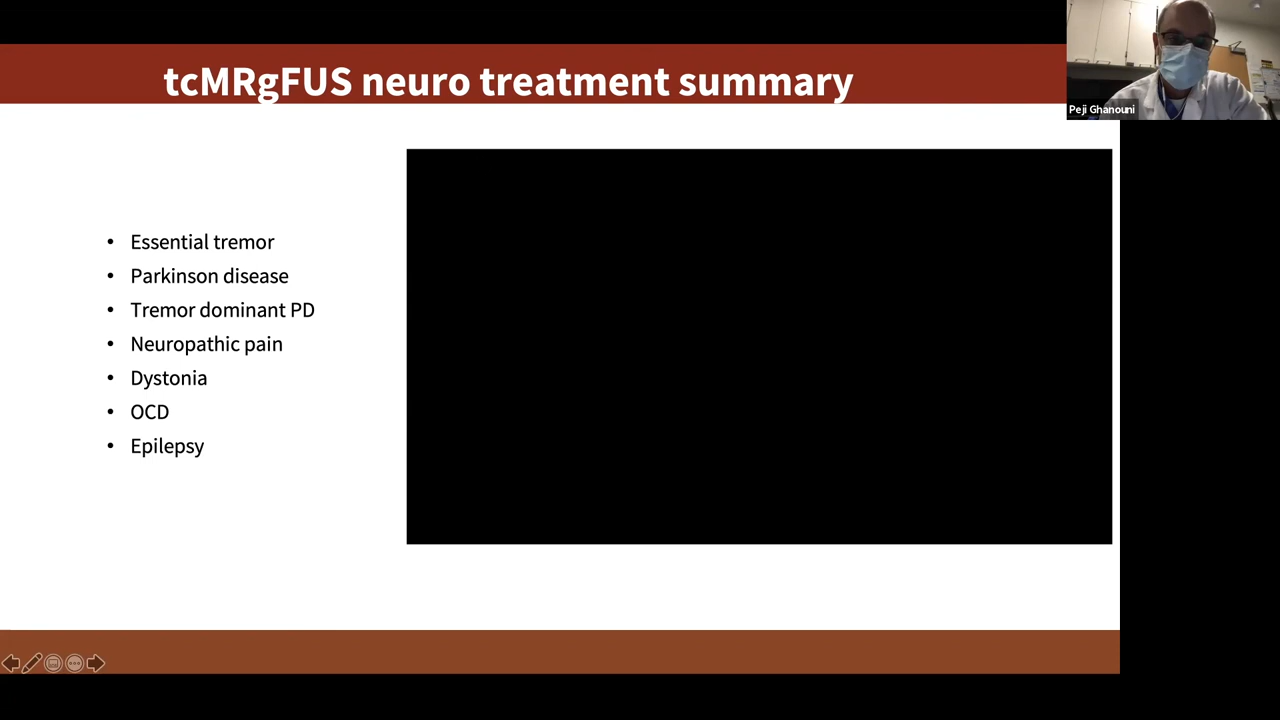 tcMRgFUS neuro treatment summary
Peji Ghanouni
• Essential tremor
• Parkinson disease
• Tremor dominant PD
• Neuropathic pain
• Dystonia
• OCD
• Epilepsy